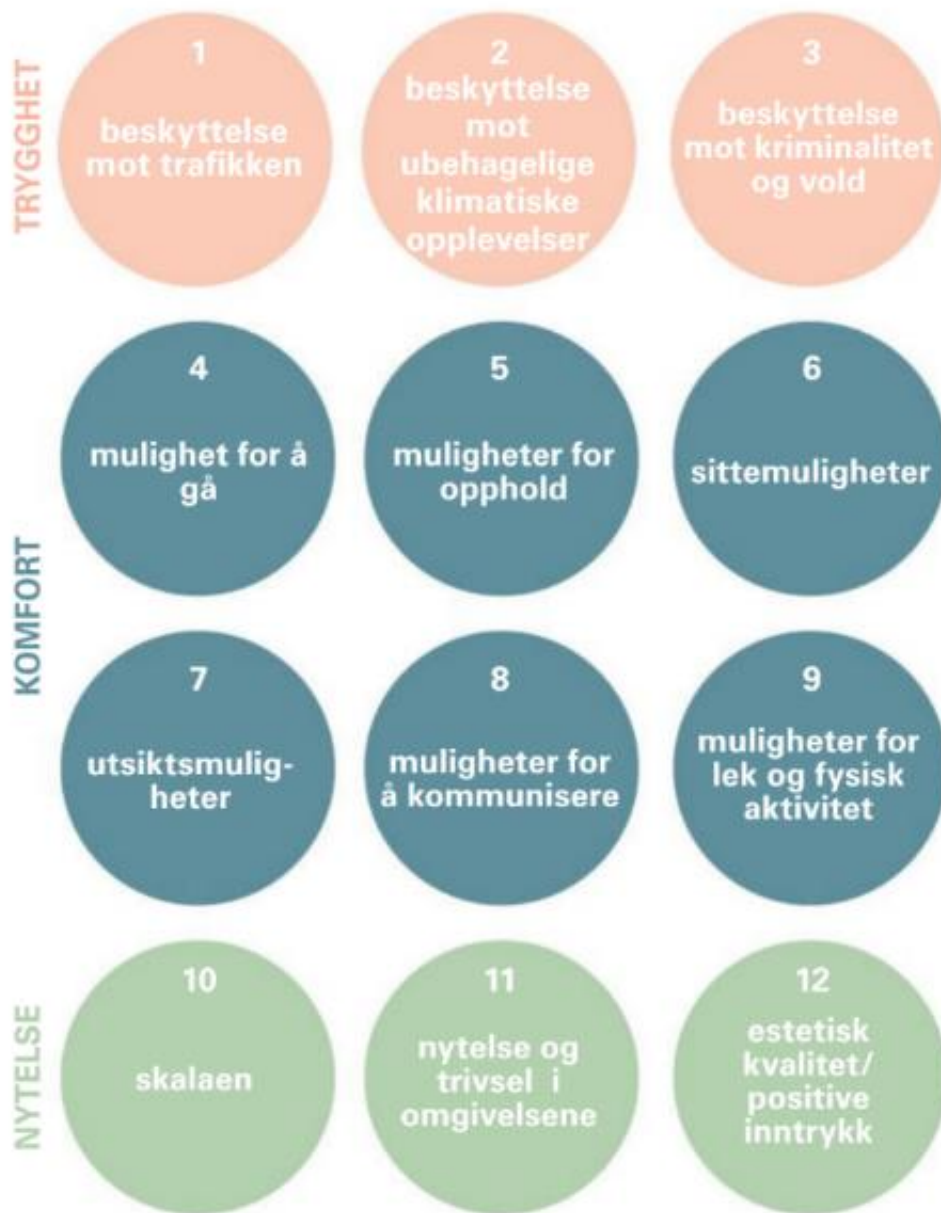 TRYGGHET
1
beskyttelse
mot trafikken
2
beskyttelse
mot
ubehagelige
klimatiske
opplevelser
3
beskyttelse
mot kriminalitet
og vold
KOMFORT
4
mulighet for å
gå
5
muligheter for
opphold
6
sittemuligheter
7
utsiktsmulig-
heter
8
muligheter for
å kommunisere
9
muligheter for
lek og fysisk
aktivitet
NYTELSE
10
skalaen
11
nytelse og
trivsel i
omgivelsene
12
estetisk
kvalitet/
positive
inntrykk